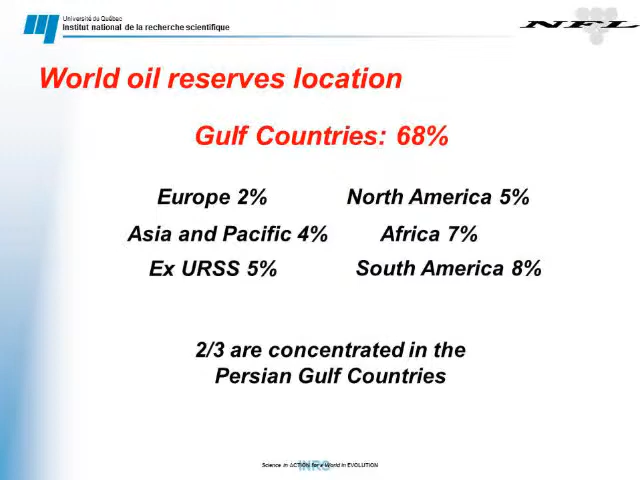 Université du Québec
Institut national de la recherche scientifique
NFL
World oil reserves location
Gulf Countries: 68%
Europe 2% North America 5%
Asia and Pacific 4% Africa 7%
Ex URSS 5% South America 8%
2/3 are concentrated in the
Persian Gulf Countries
Science in ACTION for a World in EVOLUTION
INRS